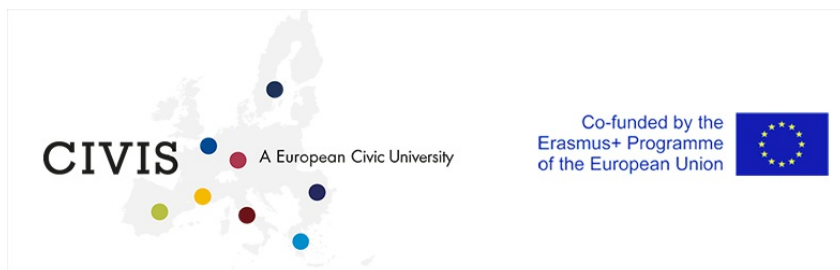 CIVIS
A European Civic University
Co-funded by the
Erasmus+ Programme
of the European Union